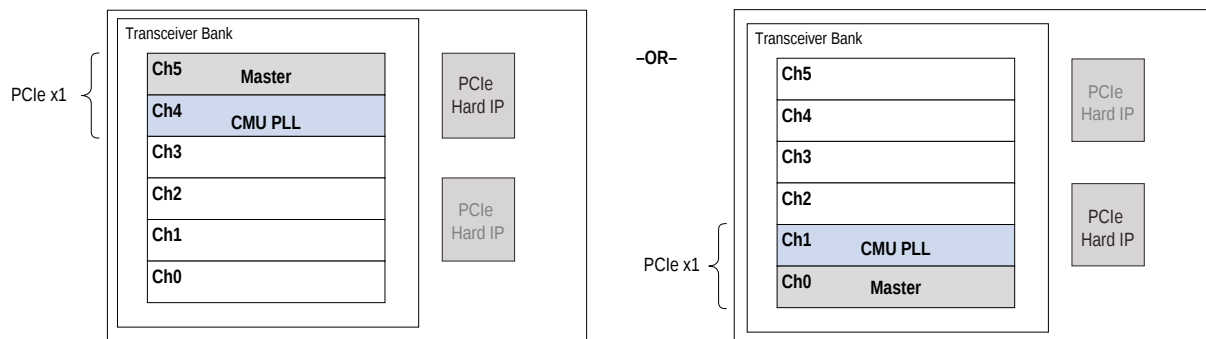 Transceiver Bank
Ch5 Master
PCIe x1
Ch4 CMU PLL
Ch3
Ch2
Ch1
Ch0
PCIe
Hard IP
PCIe
Hard IP
–OR–
Transceiver Bank
Ch5
Ch4
Ch3
Ch2
Ch1 CMU PLL
PCIe x1
Ch0 Master
PCIe
Hard IP
PCIe
Hard IP